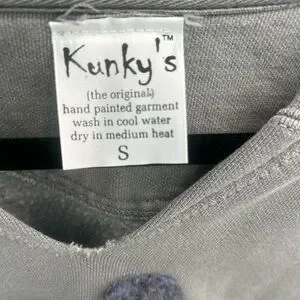 Kunky's™
(the original)
hand painted garment
wash in cool water
dry in medium heat
S